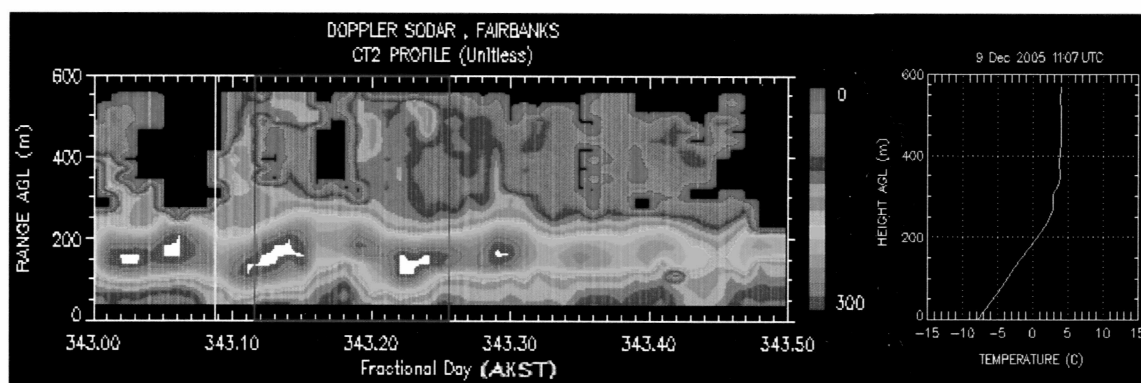 DOPPLER SODAR , FAIRBANKS
CT2 PROFILE (Unitless)
600
400
200
0
RANGE AGL (m)
343.00 343.10 343.20 343.30 343.40 343.50
Fractional Day (AKST)
0
300
9 Dec 2005 11:07 UTC
600
400
200
0
HEIGHT AGL (m)
-15 -10 -5 0 5 10 15
TEMPERATURE (C)